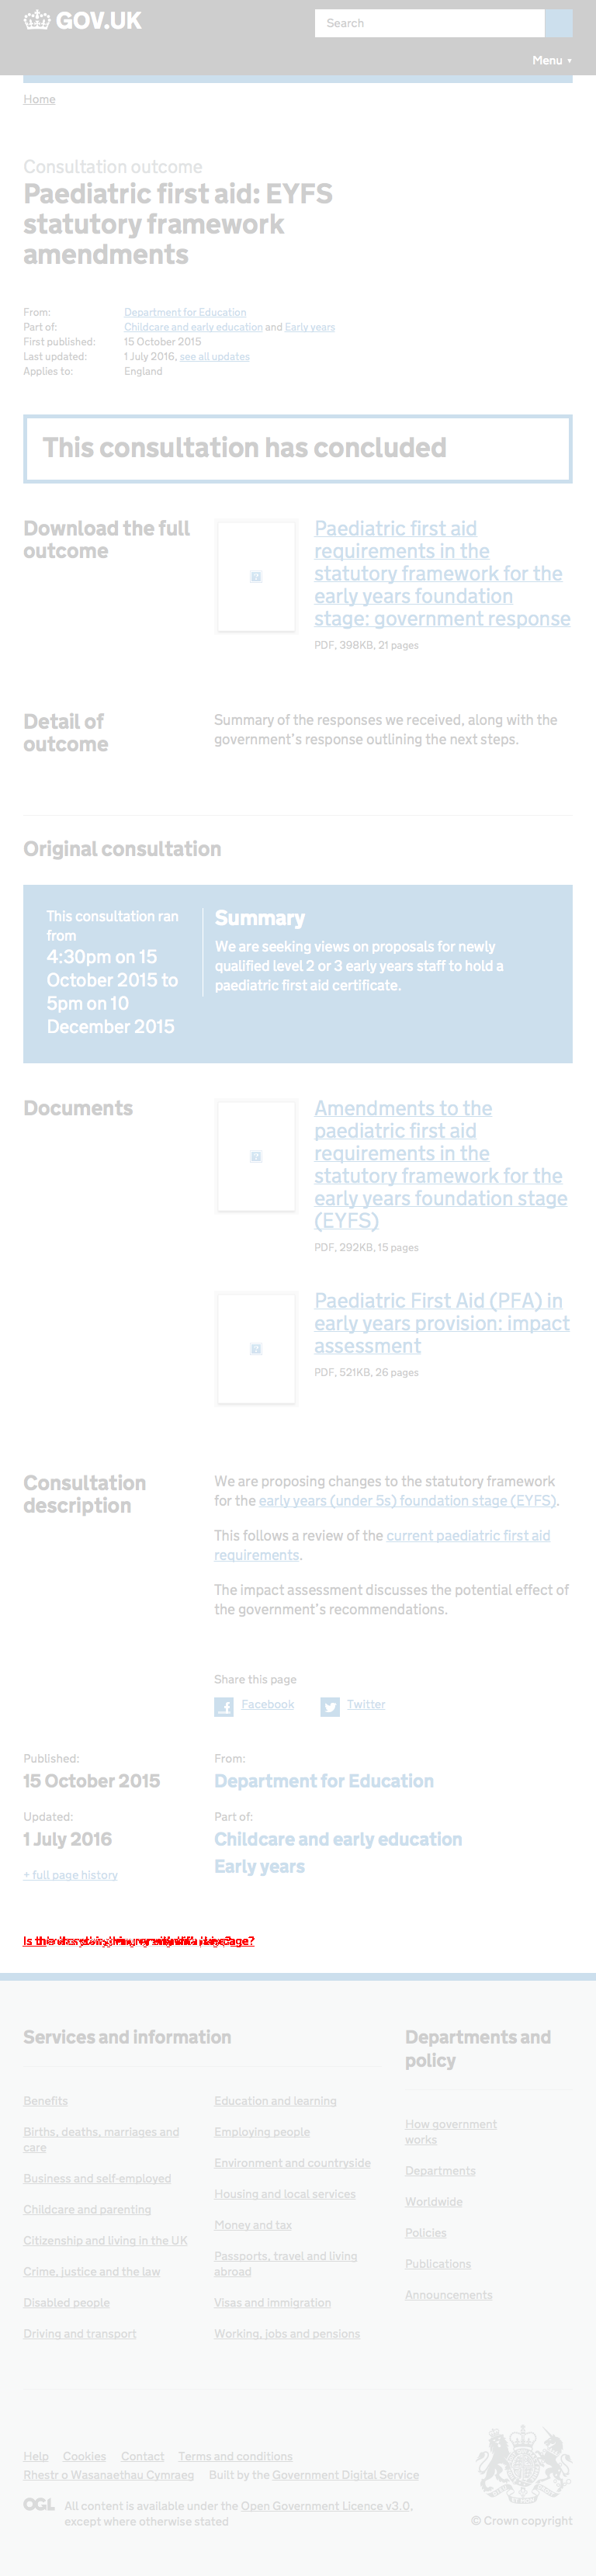 GOV.UK
Search
Menu ▼
Home
Consultation outcome
Paediatric first aid: EYFS
statutory framework
amendments
From: Department for Education
Part of: Childcare and early education and Early years
First published: 15 October 2015
Last updated: 1 July 2016, see all updates
Applies to: England
This consultation has concluded
Download the full
outcome
Paediatric first aid
requirements in the
statutory framework for the
early years foundation
stage: government response
PDF, 398KB, 21 pages
Detail of
outcome
Summary of the responses we received, along with the
government's response outlining the next steps.
Original consultation
This consultation ran
from
4:30pm on 15
October 2015 to
5pm on 10
December 2015
Summary
We are seeking views on proposals for newly
qualified level 2 or 3 early years staff to hold a
paediatric first aid certificate.
Documents
Amendments to the
paediatric first aid
requirements in the
statutory framework for the
early years foundation stage
(EYFS)
PDF, 292KB, 15 pages
Paediatric First Aid (PFA) in
early years provision: impact
assessment
PDF, 521KB, 26 pages
Consultation
description
We are proposing changes to the statutory framework
for the early years (under 5s) foundation stage (EYFS).
This follows a review of the current paediatric first aid
requirements.
The impact assessment discusses the potential effect of
the government's recommendations.
Share this page
Facebook Twitter
Published:
15 October 2015
Updated:
1 July 2016
+ full page history
From:
Department for Education
Part of:
Childcare and early education
Early years
Services and information
Benefits
Births, deaths, marriages and
care
Business and self-employed
Childcare and parenting
Citizenship and living in the UK
Crime, justice and the law
Disabled people
Driving and transport
Education and learning
Employing people
Environment and countryside
Housing and local services
Money and tax
Passports, travel and living
abroad
Visas and immigration
Working, jobs and pensions
Departments and
policy
How government
works
Departments
Worldwide
Policies
Publications
Announcements
Help Cookies Contact Terms and conditions
Rhestr o Wasanaethau Cymraeg Built by the Government Digital Service
OGL All content is available under the Open Government Licence v3.0,
except where otherwise stated
© Crown copyright